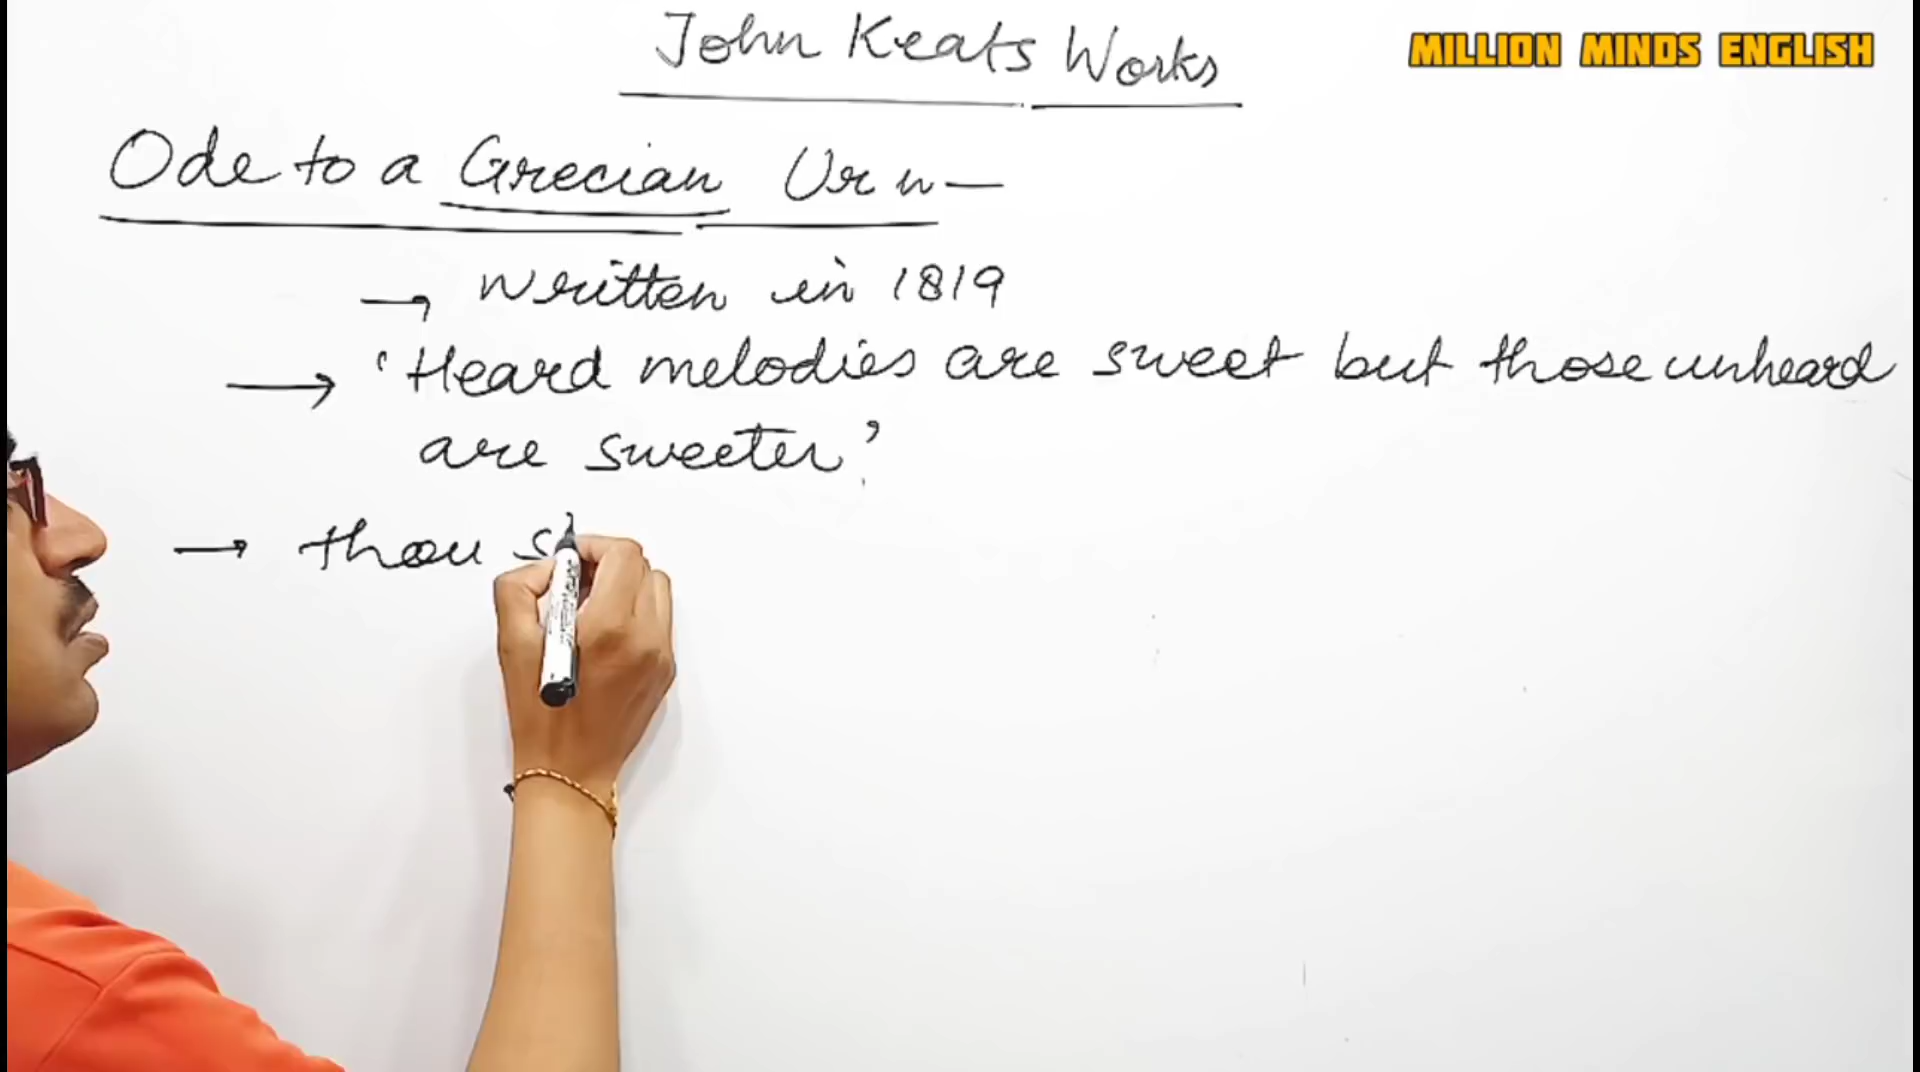 John Keats Works
MILLION MINDS ENGLISH
Ode to a Grecian Urn —
→ written in 1819
→ 'Heard melodies are sweet but those unheard
are sweeter'
→ thou